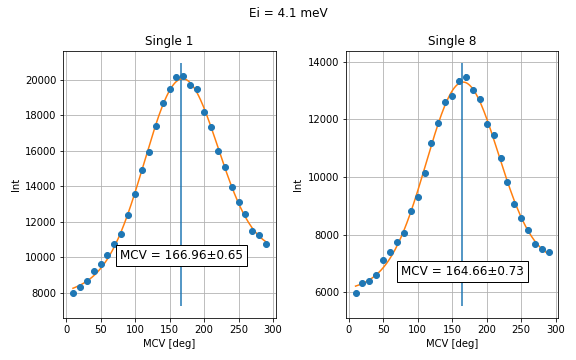 Ei = 4.1 meV
Single 1
Int
20000
18000
16000
14000
12000
10000
8000
MCV = 166.96±0.65
0
50
100
150
200
250
300
MCV [deg]
Single 8
Int
14000
12000
10000
8000
6000
MCV = 164.66±0.73
0
50
100
150
200
250
300
MCV [deg]